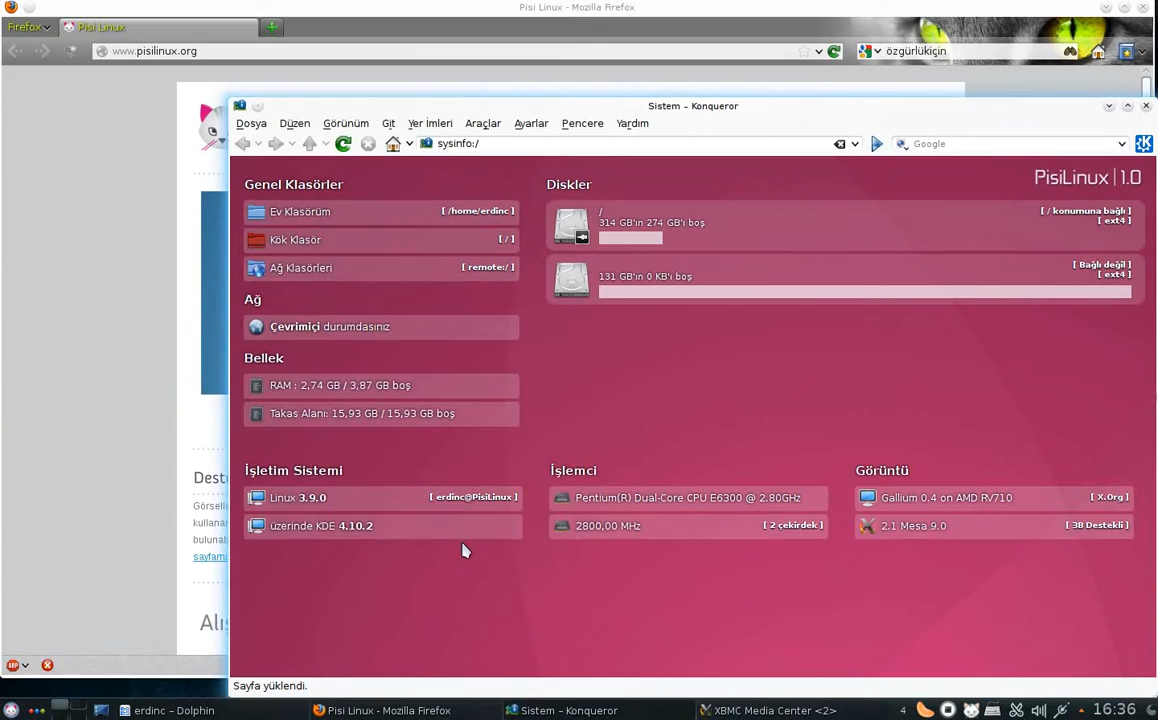 Pisi Linux - Mozilla Firefox
Firefox
Pisi Linux
www.pisilinux.org
özgürlükiçin
Sistem – Konqueror
Dosya Düzen Görünüm Git Yer İmleri Araçlar Ayarlar Pencere Yardım
sysinfo:/
Google
PisiLinux | 1.0
Genel Klasörler
Ev Klasörüm [ /home/erdinc ]
Kök Klasör [ / ]
Ağ Klasörleri [ remote:/ ]
Ağ
Çevrimiçi durumdasınız
Bellek
RAM : 2,74 GB / 3,87 GB boş
Takas Alanı: 15,93 GB / 15,93 GB boş
Diskler
/
314 GB'ın 274 GB'ı boş
[ / konumuna bağlı ]
[ ext4 ]
131 GB'ın 0 KB'ı boş
[ Bağlı değil ]
[ ext4 ]
İşletim Sistemi
Linux 3.9.0 [ erdinc@PisiLinux ]
üzerinde KDE 4.10.2
İşlemci
Pentium(R) Dual-Core CPU E6300 @ 2.80GHz
2800,00 MHz [ 2 çekirdek ]
Görüntü
Gallium 0.4 on AMD RV710 [ X.Org ]
2.1 Mesa 9.0 [ 3B Destekli ]
Dest
Görselle
kullanar
bulunab
sayfamı
Alış
ABP
Sayfa yüklendi.
erdinc – Dolphin
Pisi Linux - Mozilla Firefox
Sistem – Konqueror
XBMC Media Center <2>
4
16:36